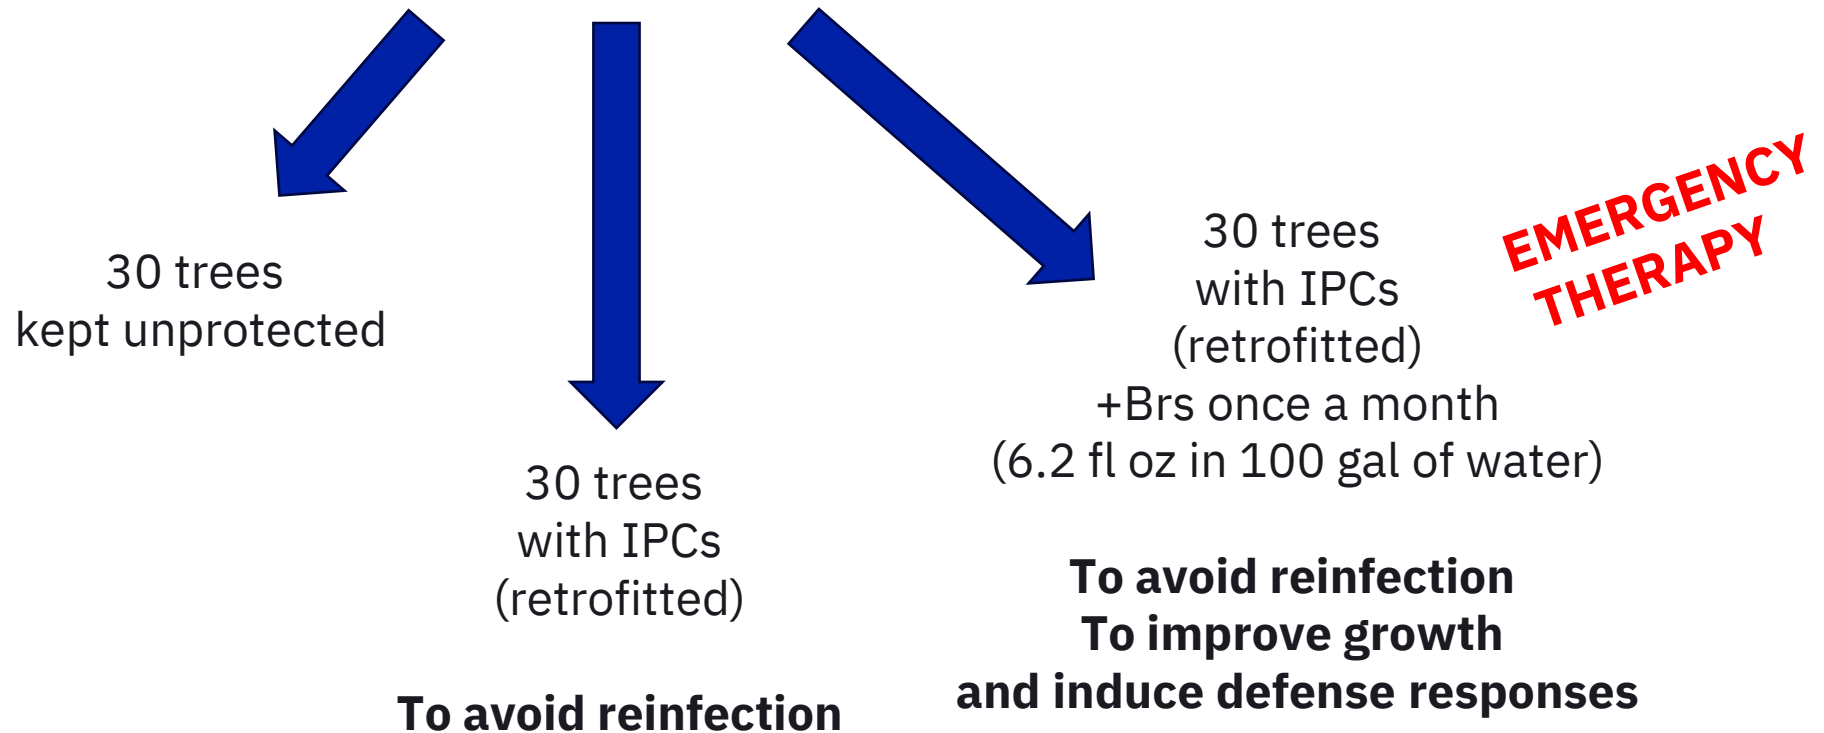 30 trees
kept unprotected
30 trees
with IPCs
(retrofitted)
To avoid reinfection
30 trees
with IPCs
(retrofitted)
+Brs once a month
(6.2 fl oz in 100 gal of water)
To avoid reinfection
To improve growth
and induce defense responses
EMERGENCY
THERAPY